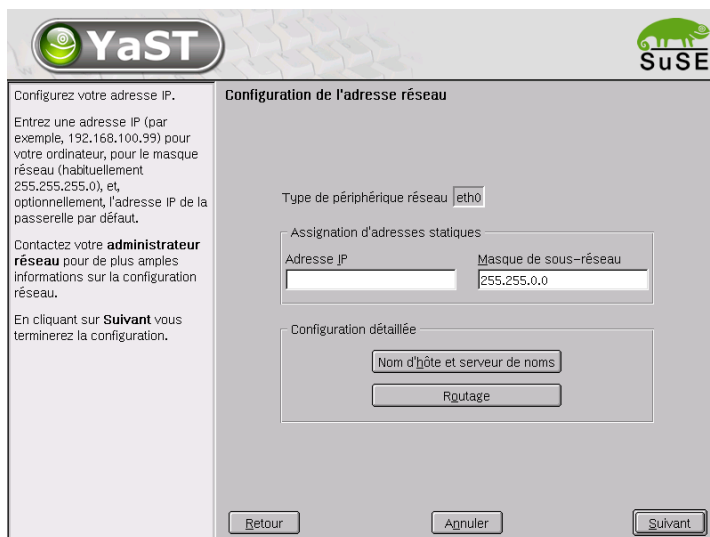 YaST
SuSE
Configurez votre adresse IP.
Entrez une adresse IP (par
exemple, 192.168.100.99) pour
votre ordinateur, pour le masque
réseau (habituellement
255.255.255.0), et,
optionnellement, l'adresse IP de la
passerelle par défaut.
Contactez votre administrateur
réseau pour de plus amples
informations sur la configuration
réseau.
En cliquant sur Suivant vous
terminerez la configuration.
Configuration de l'adresse réseau
Type de périphérique réseau eth0
Assignation d'adresses statiques
Adresse IP
Masque de sous-réseau
255.255.0.0
Configuration détaillée
Nom d'hôte et serveur de noms
Routage
Retour
Annuler
Suivant